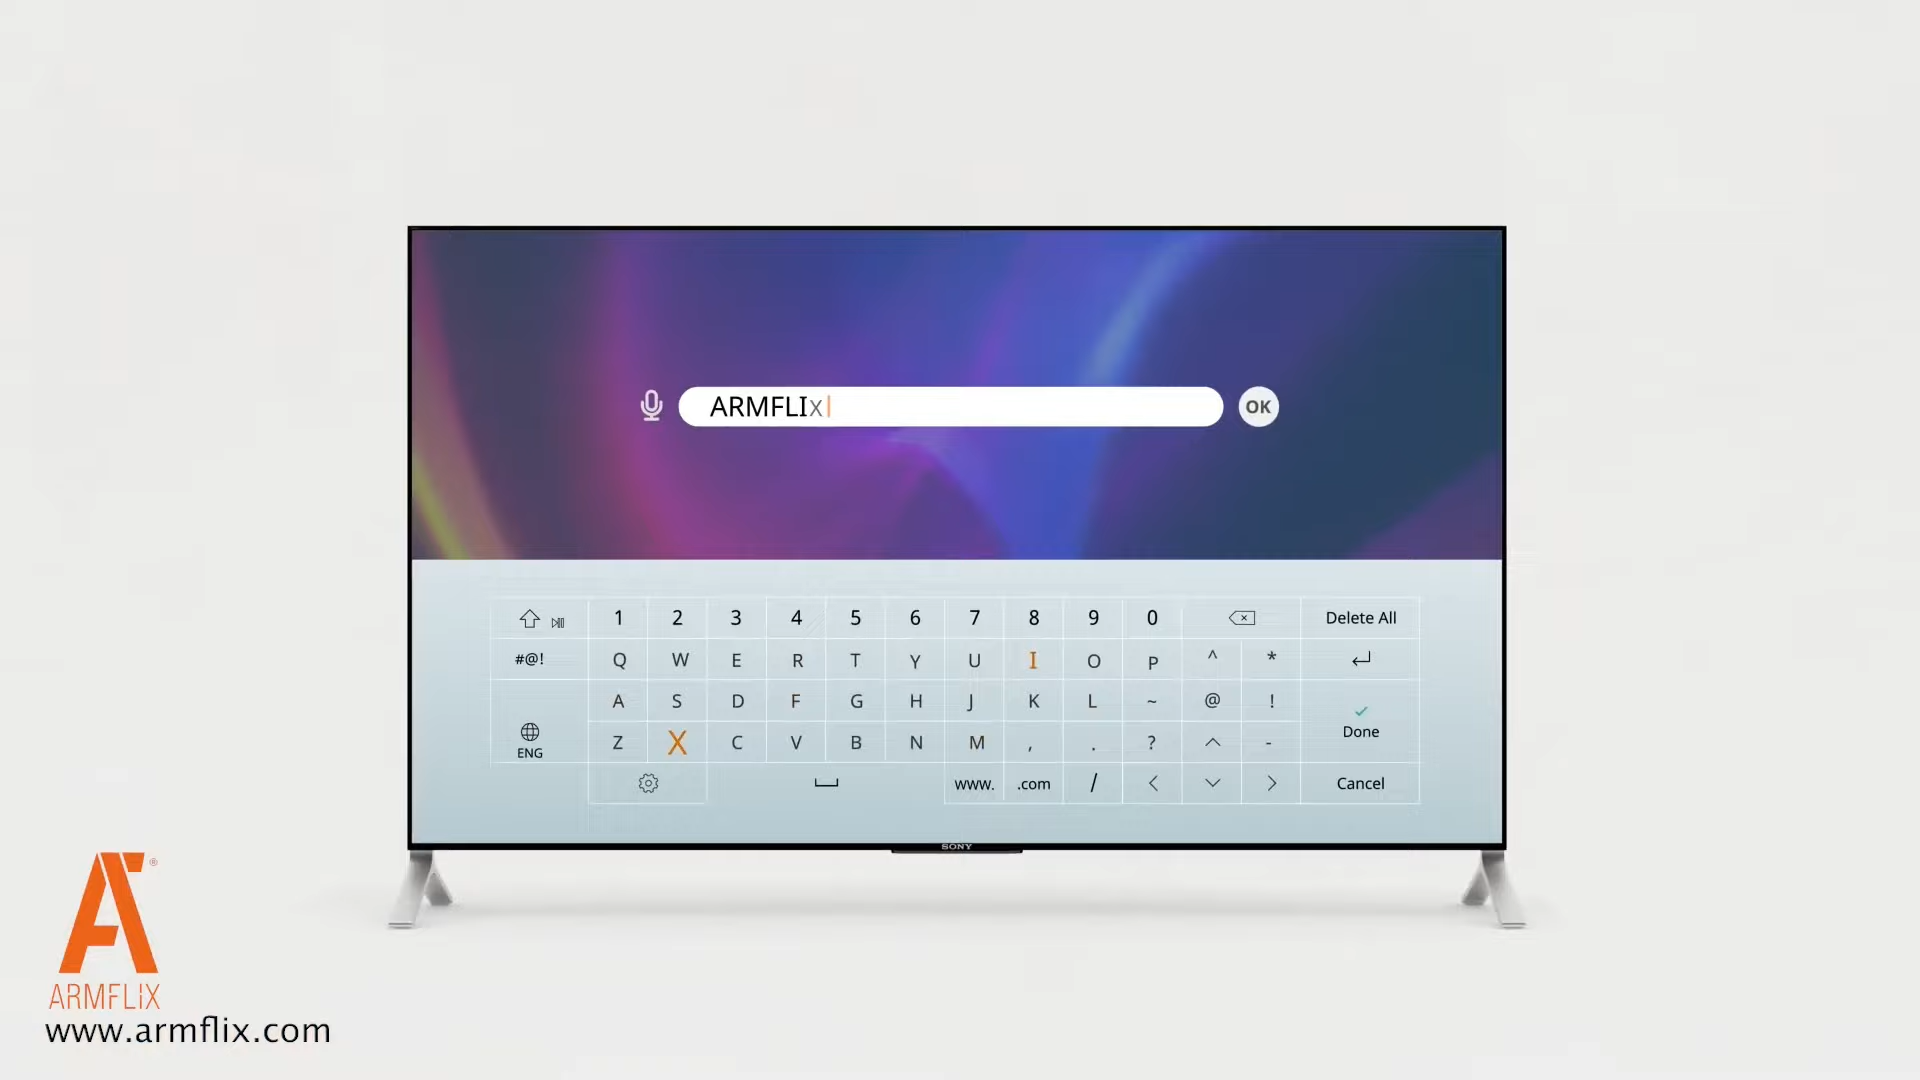 ARMFLIx
OK
1 2 3 4 5 6 7 8 9 0 Delete All
#@! Q W E R T Y U I O P ^ *
A S D F G H J K L ~ @ !
ENG Z X C V B N M , . ? - Done
www. .com / Cancel
SONY
ARMFLIX
www.armflix.com